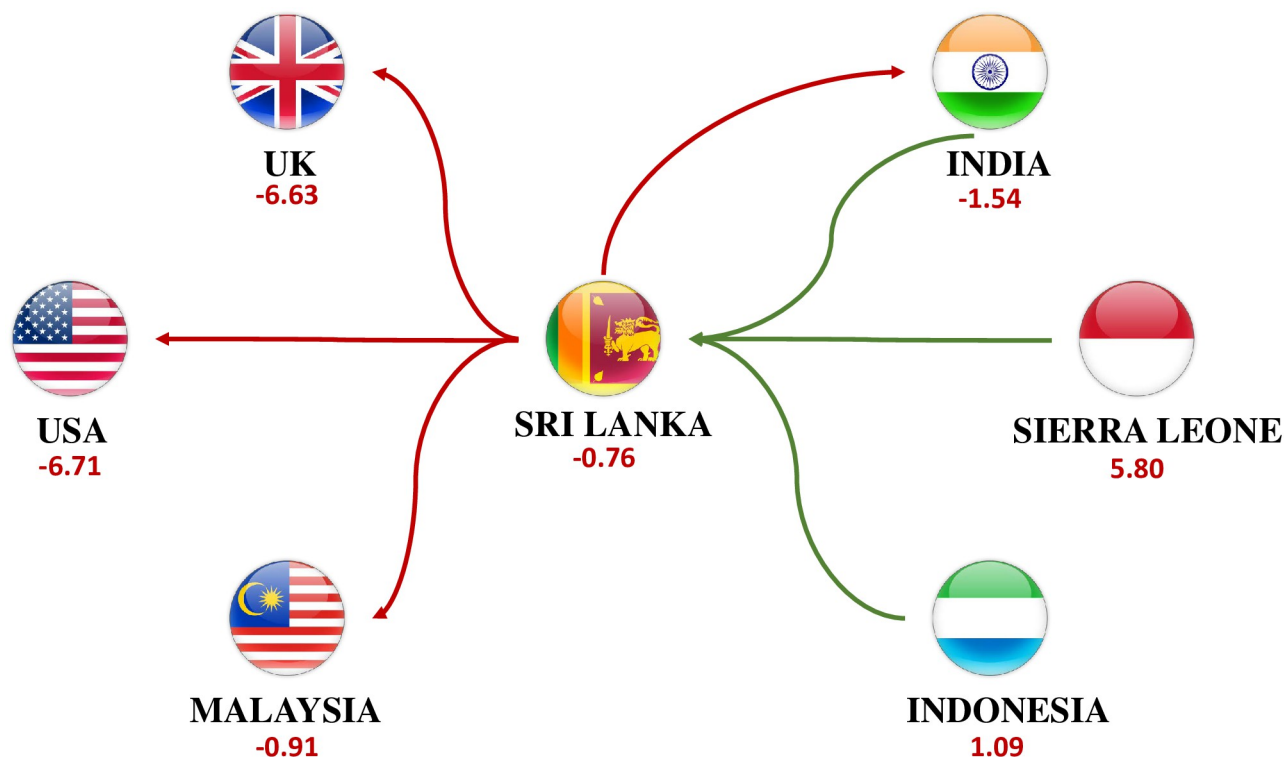 UK
-6.63
INDIA
-1.54
USA
-6.71
SRI LANKA
-0.76
SIERRA LEONE
5.80
MALAYSIA
-0.91
INDONESIA
1.09